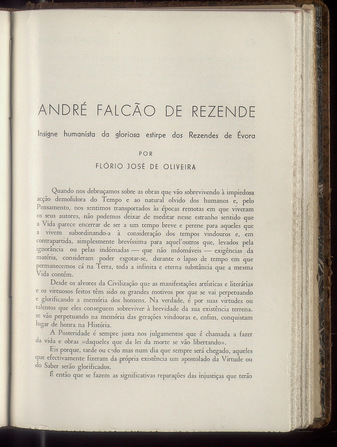 ANDRÉ FALCÃO DE REZENDE
Insigne humanista da gloriosa estirpe dos Rezendes de Évora
POR
FLÓRIO JOSÉ DE OLIVEIRA
Quando nos debruçamos sobre as obras que vão sobrevivendo à impiedosa
acção demolidora do Tempo e ao natural olvido dos humanos e, pelo
Pensamento, nos sentimos transportados às épocas remotas em que viveram
os seus autores, não podemos deixar de meditar nesse estranho sentido que
a Vida parece encerrar de ser a um tempo breve e perene para aqueles que
a vivem subordinando-a à consideração dos tempos vindouros e, em
contrapartida, simplesmente brevíssima para aquel'outros que, levados pela
ignorância ou pelas indomadas — que não indomáveis — exigências da
matéria, consideram poder esgotar-se, durante o lapso de tempo em que
permanecemos cá na Terra, toda a infinita e eterna substância que a mesma
Vida contém.
Desde os alvores da Civilização que as manifestações artísticas e literárias
e os virtuosos feitos têm sido os grandes motivos por que se vai perpetuando
e glorificando a memória dos homens. Na verdade, é por suas virtudes ou
talentos que eles conseguem sobreviver à brevidade da sua existência terrena,
se vão perpetuando na memória das gerações vindouras e, enfim, conquistam
lugar de honra na História.
A Posteridade é sempre justa nos julgamentos que é chamada a fazer
da vida e obras «daqueles que da lei da morte se vão libertando».
Eis porque, tarde ou cedo mas num dia que sempre será chegado, aqueles
que efectivamente fizeram da própria existência um apostolado da Virtude ou
do Saber serão glorificados.
É então que se fazem as significativas reparações das injustiças que terão